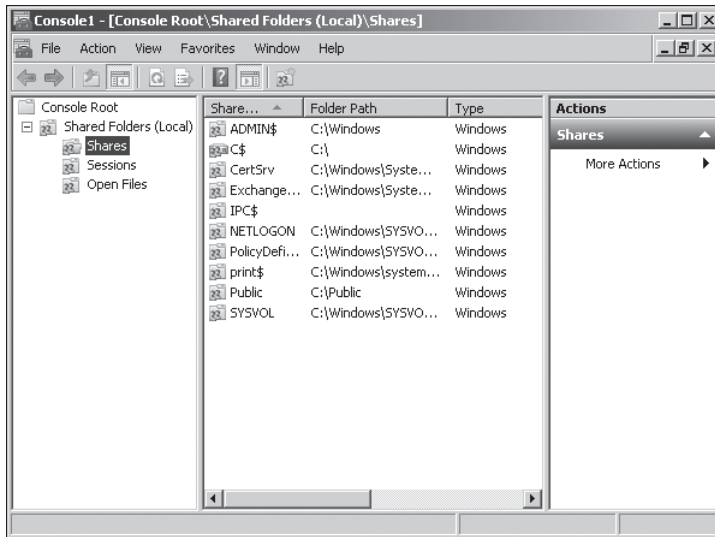 Console1 - [Console Root\Shared Folders (Local)\Shares]
File Action View Favorites Window Help
Console Root
Shared Folders (Local)
Shares
Sessions
Open Files
Share... Folder Path Type
ADMIN$ C:\Windows Windows
C$ C:\ Windows
CertSrv C:\Windows\Syste... Windows
Exchange... C:\Windows\Syste... Windows
IPC$ Windows
NETLOGON C:\Windows\SYSVO... Windows
PolicyDefi... C:\Windows\SYSVO... Windows
print$ C:\Windows\system... Windows
Public C:\Public Windows
SYSVOL C:\Windows\SYSVO... Windows
Actions
Shares
More Actions